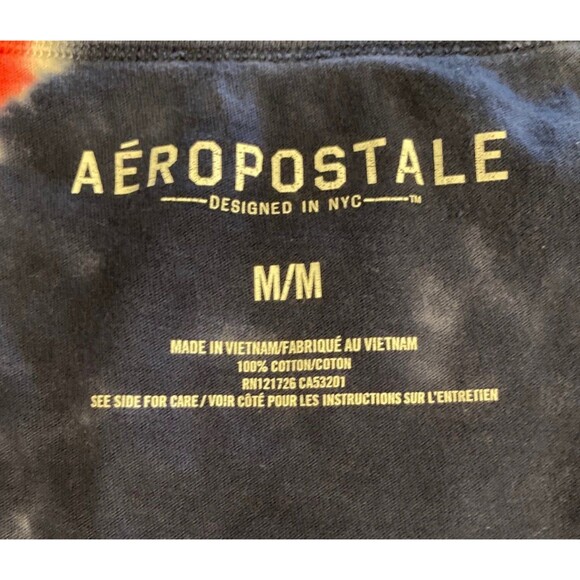 AÉROPOSTALE
DESIGNED IN NYC™
M/M
MADE IN VIETNAM/FABRIQUÉ AU VIETNAM
100% COTTON/COTON
RN121726 CA53201
SEE SIDE FOR CARE / VOIR CÔTÉ POUR LES INSTRUCTIONS SUR L'ENTRETIEN